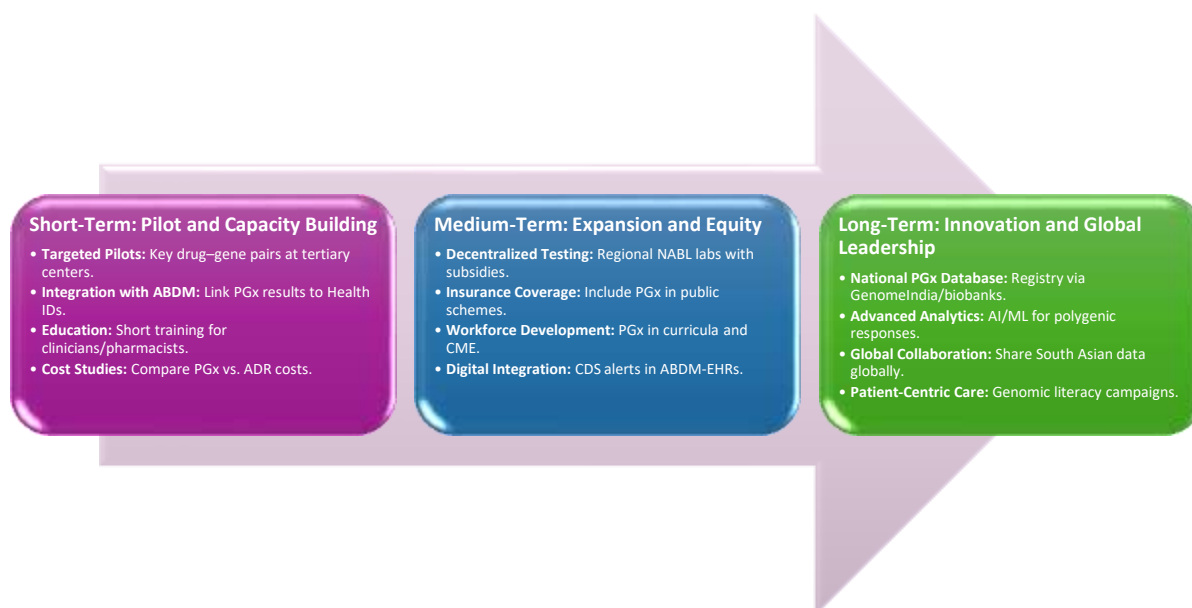 Short-Term: Pilot and Capacity Building
• Targeted Pilots: Key drug–gene pairs at tertiary
centers.
• Integration with ABDM: Link PGx results to Health
IDs.
• Education: Short training for
clinicians/pharmacists.
• Cost Studies: Compare PGx vs. ADR costs.
Medium-Term: Expansion and Equity
• Decentralized Testing: Regional NABL labs with
subsidies.
• Insurance Coverage: Include PGx in public
schemes.
• Workforce Development: PGx in curricula and
CME.
• Digital Integration: CDS alerts in ABDM-EHRs.
Long-Term: Innovation and Global
Leadership
• National PGx Database: Registry via
GenomeIndia/biobanks.
• Advanced Analytics: AI/ML for polygenic
responses.
• Global Collaboration: Share South Asian data
globally.
• Patient-Centric Care: Genomic literacy campaigns.